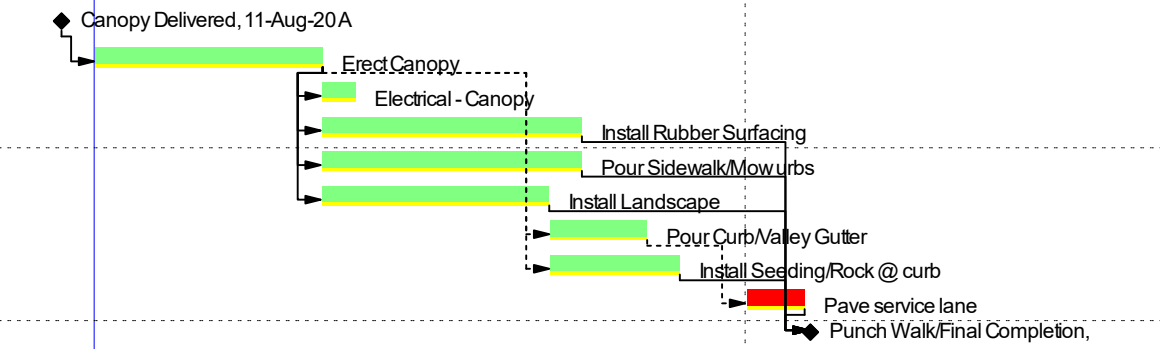 Canopy Delivered, 11-Aug-20 A
Erect Canopy
Electrical - Canopy
Install Rubber Surfacing
Pour Sidewalk/Mow urbs
Install Landscape
Pour Curb/Valley Gutter
Install Seeding/Rock @ curb
Pave service lane
Punch Walk/Final Completion,